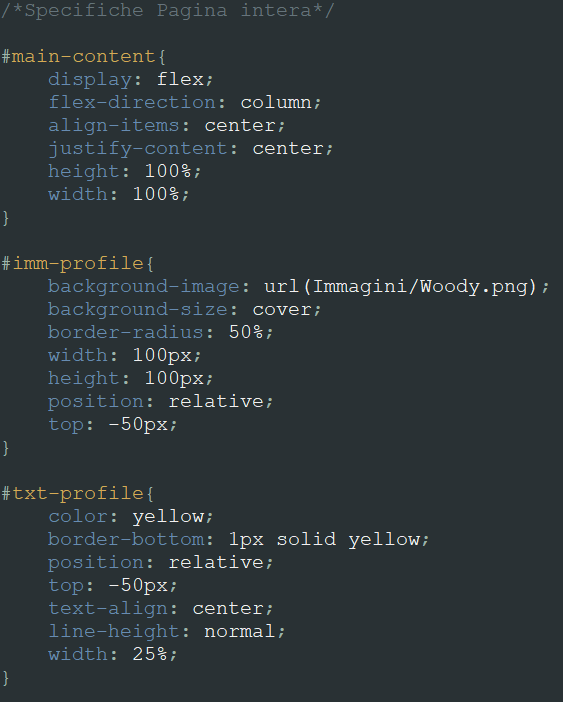 /*Specifiche Pagina intera*/

#main-content{
    display: flex;
    flex-direction: column;
    align-items: center;
    justify-content: center;
    height: 100%;
    width: 100%;
}

#imm-profile{
    background-image: url(Immagini/Woody.png);
    background-size: cover;
    border-radius: 50%;
    width: 100px;
    height: 100px;
    position: relative;
    top: -50px;
}

#txt-profile{
    color: yellow;
    border-bottom: 1px solid yellow;
    position: relative;
    top: -50px;
    text-align: center;
    line-height: normal;
    width: 25%;
}